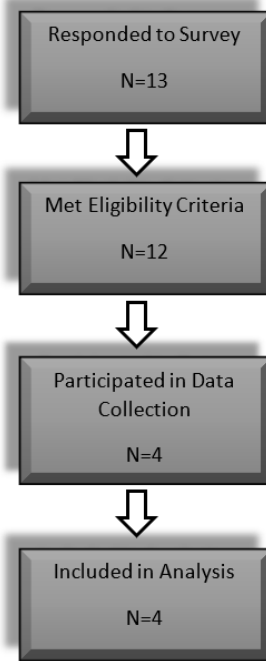 Responded to Survey
N=13
Met Eligibility Criteria
N=12
Participated in Data
Collection
N=4
Included in Analysis
N=4